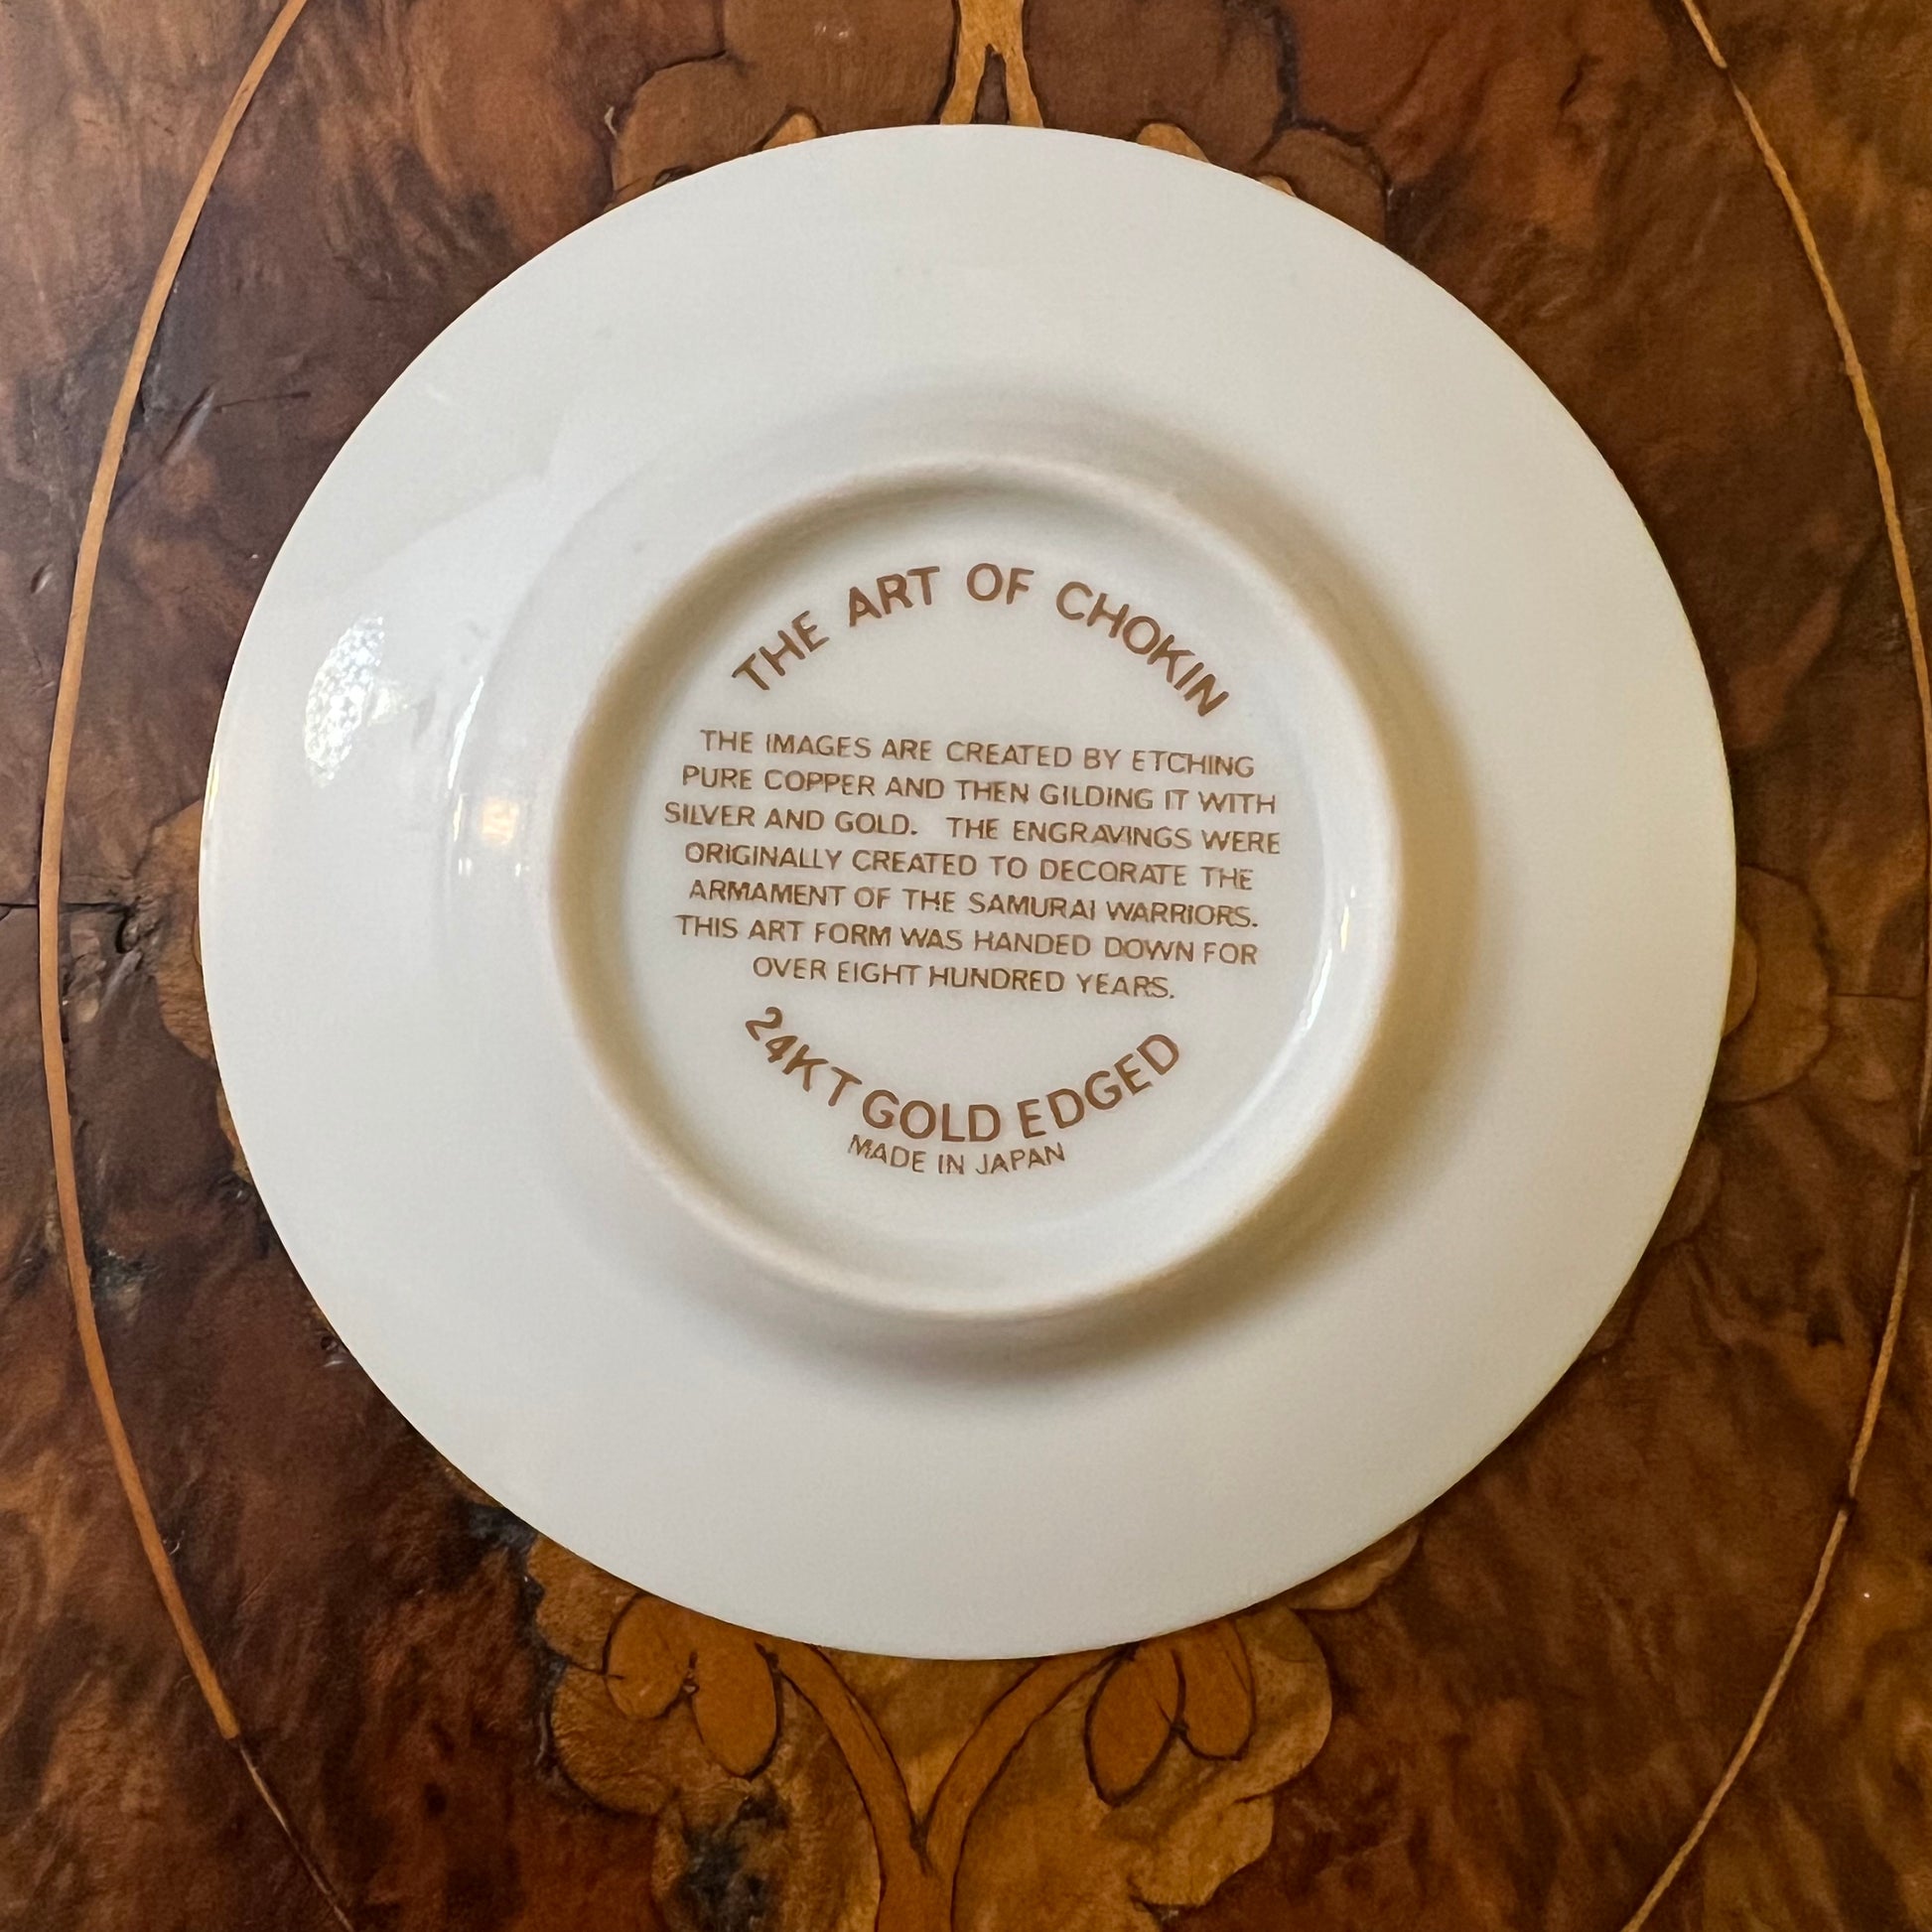 THE ART OF CHOKIN
THE IMAGES ARE CREATED BY ETCHING
PURE COPPER AND THEN GILDING IT WITH
SILVER AND GOLD. THE ENGRAVINGS WERE
ORIGINALLY CREATED TO DECORATE THE
ARMAMENT OF THE SAMURAI WARRIORS.
THIS ART FORM WAS HANDED DOWN FOR
OVER EIGHT HUNDRED YEARS.
24KT GOLD EDGED
MADE IN JAPAN